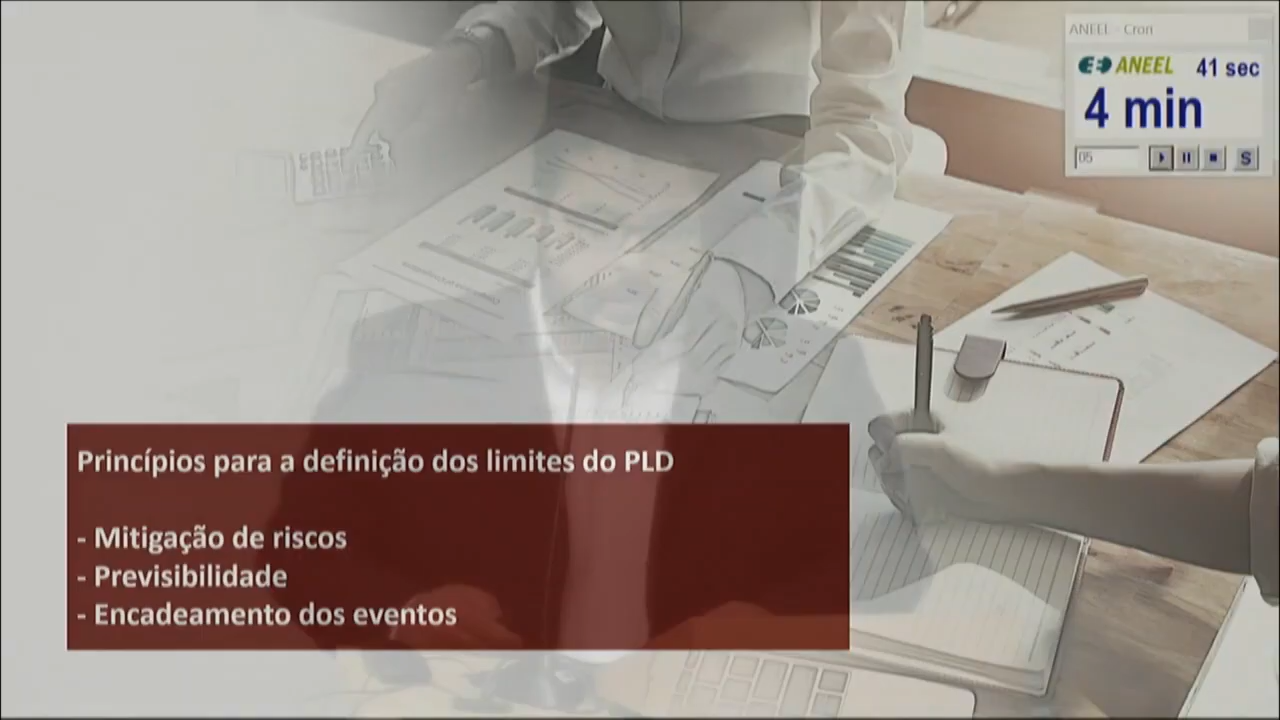 ANEEL - Cron
ANEEL 41 sec
4 min
05
S
Princípios para a definição dos limites do PLD
- Mitigação de riscos
- Previsibilidade
- Encadeamento dos eventos